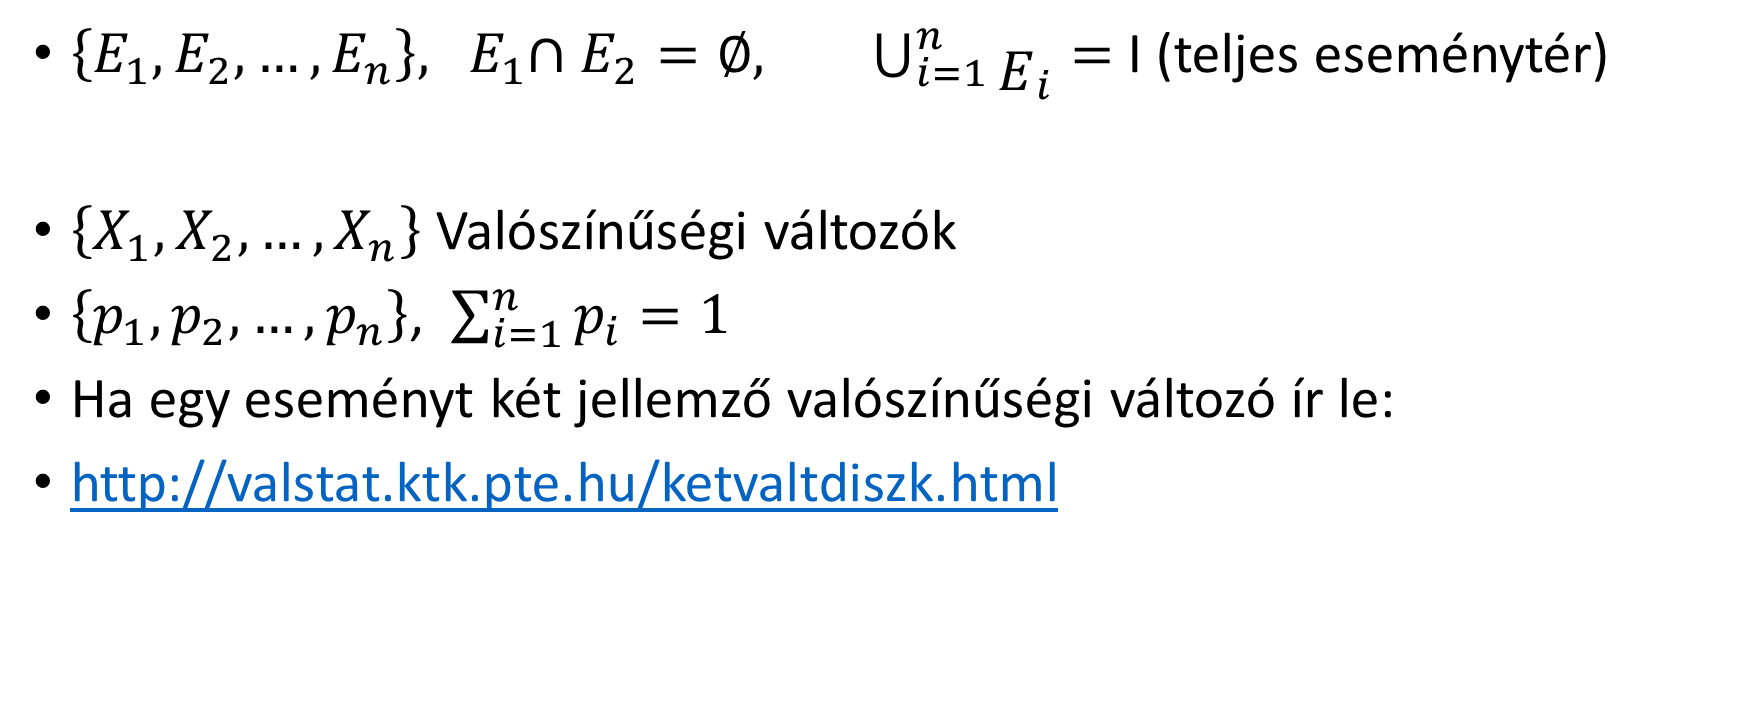 • {E₁, E₂, … , Eₙ}, E₁∩ E₂ = ∅, ⋃ⁿᵢ₌₁ Eᵢ = I (teljes eseménytér)
• {X₁, X₂, … , Xₙ} Valószínűségi változók
• {p₁, p₂, … , pₙ}, ∑ⁿᵢ₌₁ pᵢ = 1
• Ha egy eseményt két jellemző valószínűségi változó ír le:
• http://valstat.ktk.pte.hu/ketvaltdiszk.html